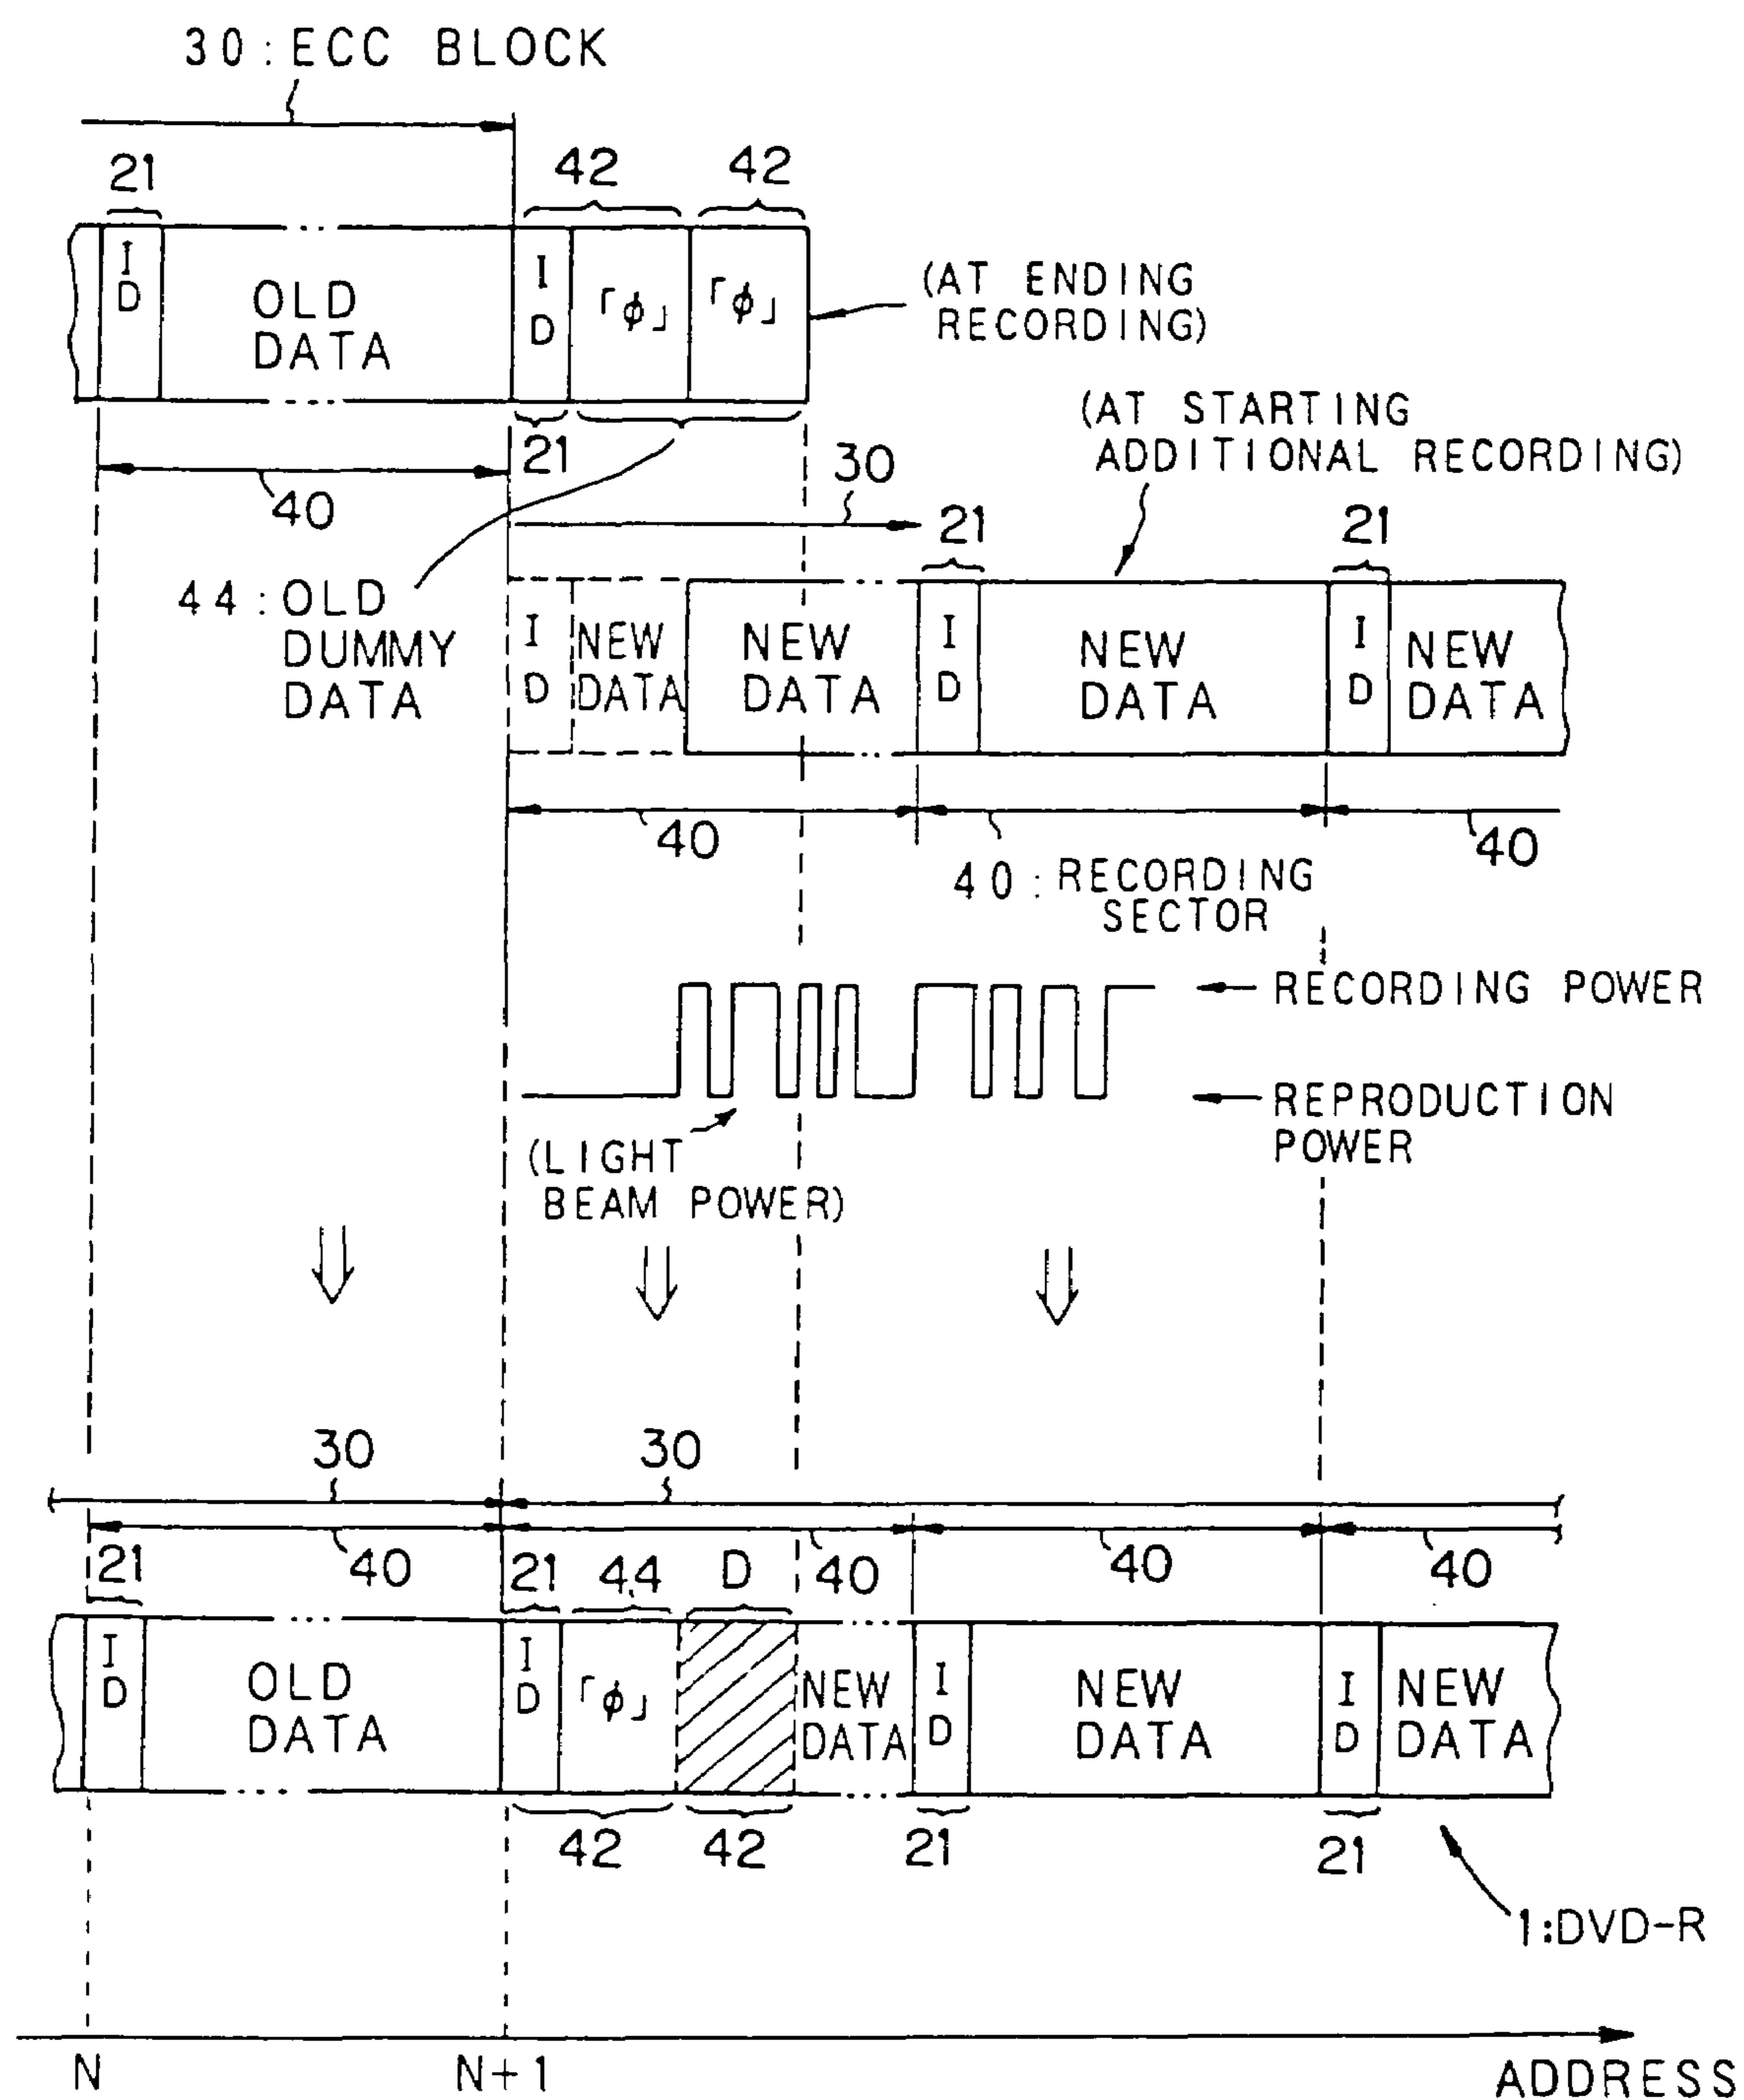 30:ECC BLOCK
21
42
42
I
D
OLD
DATA
I
D
「φ」
「φ」
(AT ENDING
RECORDING)
(AT STARTING
ADDITIONAL RECORDING)
40
21
30
21
21
44:OLD
DUMMY
DATA
I
D
NEW
DATA
NEW
DATA
I
D
NEW
DATA
I
D
NEW
DATA
40
40
40:RECORDING
SECTOR
RECORDING POWER
REPRODUCTION
POWER
(LIGHT
BEAM POWER)
30
30
21
40
21
44
D
40
40
40
I
D
OLD
DATA
I
D
「φ」
NEW
DATA
I
D
NEW
DATA
I
D
NEW
DATA
42
42
21
21
1:DVD-R
N
N+1
ADDRESS